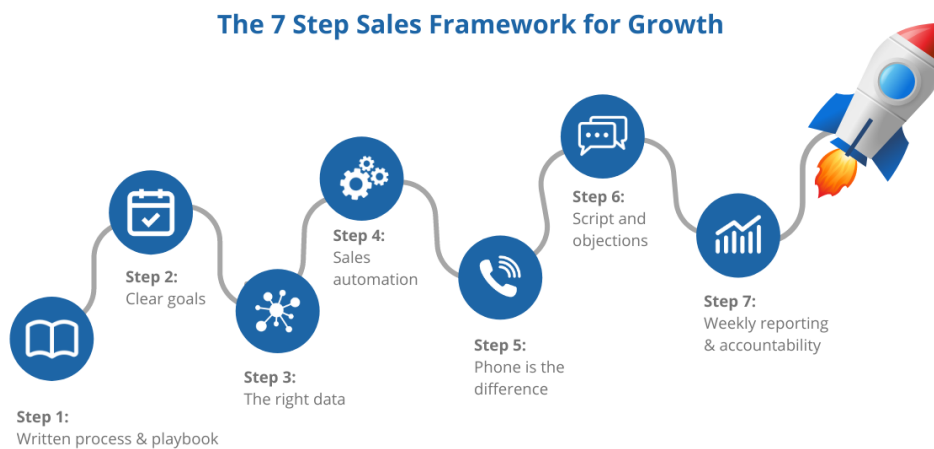 The 7 Step Sales Framework for Growth
Step 1:
Written process & playbook
Step 2:
Clear goals
Step 3:
The right data
Step 4:
Sales
automation
Step 5:
Phone is the
difference
Step 6:
Script and
objections
Step 7:
Weekly reporting
& accountability